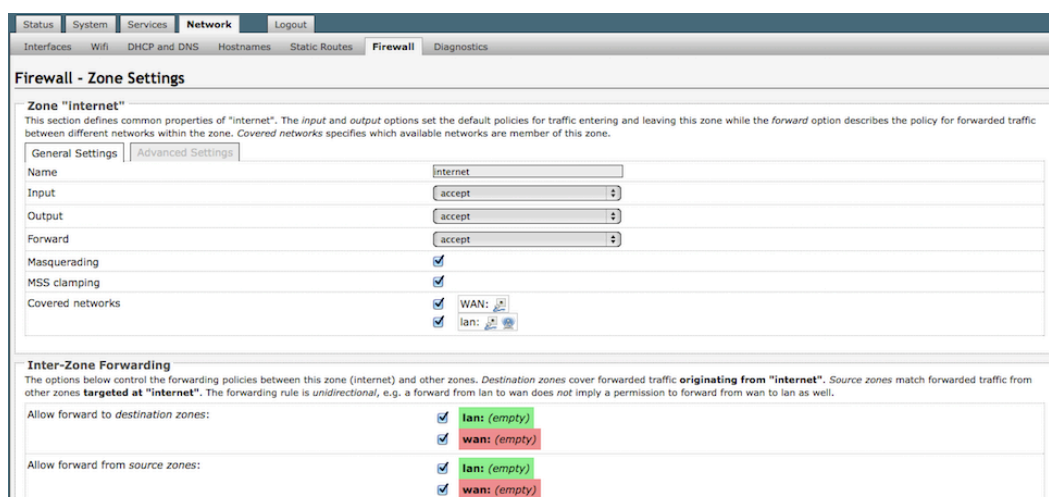 Status System Services Network Logout
Interfaces Wifi DHCP and DNS Hostnames Static Routes Firewall Diagnostics
Firewall - Zone Settings
Zone "internet"
This section defines common properties of "internet". The input and output options set the default policies for traffic entering and leaving this zone while the forward option describes the policy for forwarded traffic
between different networks within the zone. Covered networks specifies which available networks are member of this zone.
General Settings Advanced Settings
Name internet
Input accept
Output accept
Forward accept
Masquerading
MSS clamping
Covered networks WAN:
lan:
Inter-Zone Forwarding
The options below control the forwarding policies between this zone (internet) and other zones. Destination zones cover forwarded traffic originating from "internet". Source zones match forwarded traffic from
other zones targeted at "internet". The forwarding rule is unidirectional, e.g. a forward from lan to wan does not imply a permission to forward from wan to lan as well.
Allow forward to destination zones: lan: (empty)
wan: (empty)
Allow forward from source zones: lan: (empty)
wan: (empty)